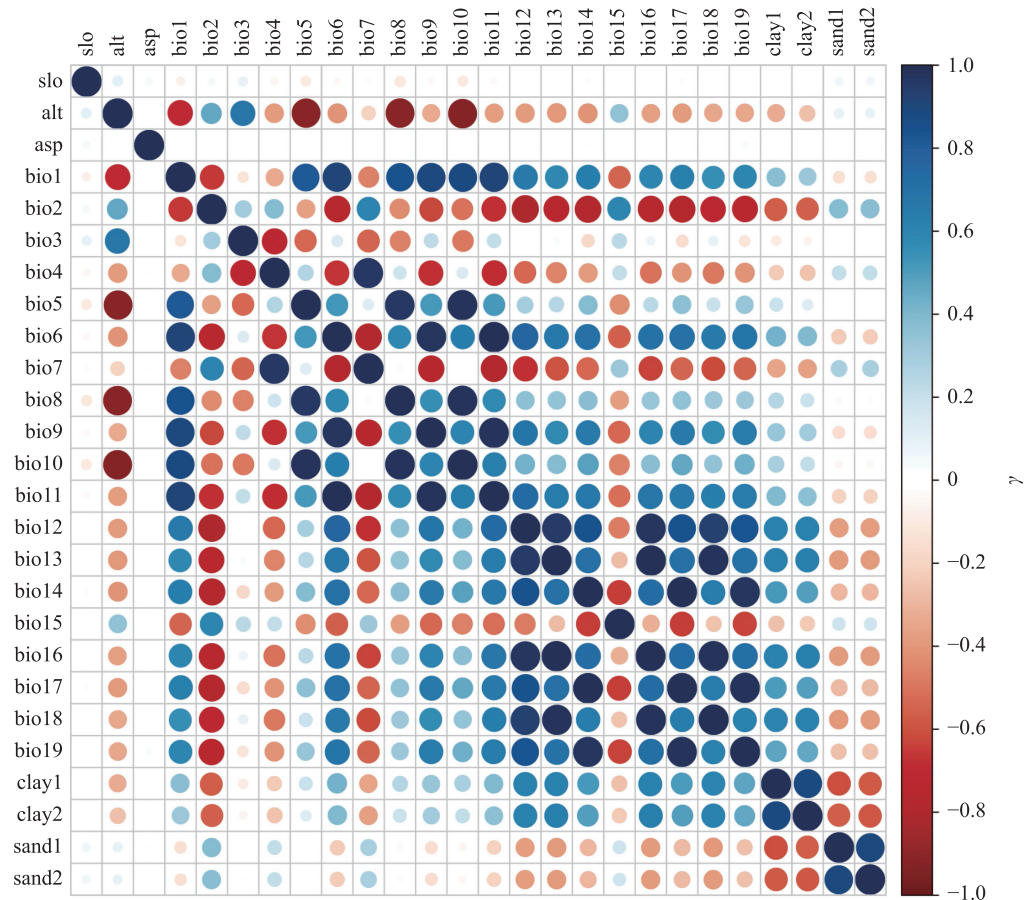 slo alt asp bio1 bio2 bio3 bio4 bio5 bio6 bio7 bio8 bio9 bio10 bio11 bio12 bio13 bio14 bio15 bio16 bio17 bio18 bio19 clay1 clay2 sand1 sand2
slo
alt
asp
bio1
bio2
bio3
bio4
bio5
bio6
bio7
bio8
bio9
bio10
bio11
bio12
bio13
bio14
bio15
bio16
bio17
bio18
bio19
clay1
clay2
sand1
sand2
1.0
0.8
0.6
0.4
0.2
0
−0.2
−0.4
−0.6
−0.8
−1.0
γ